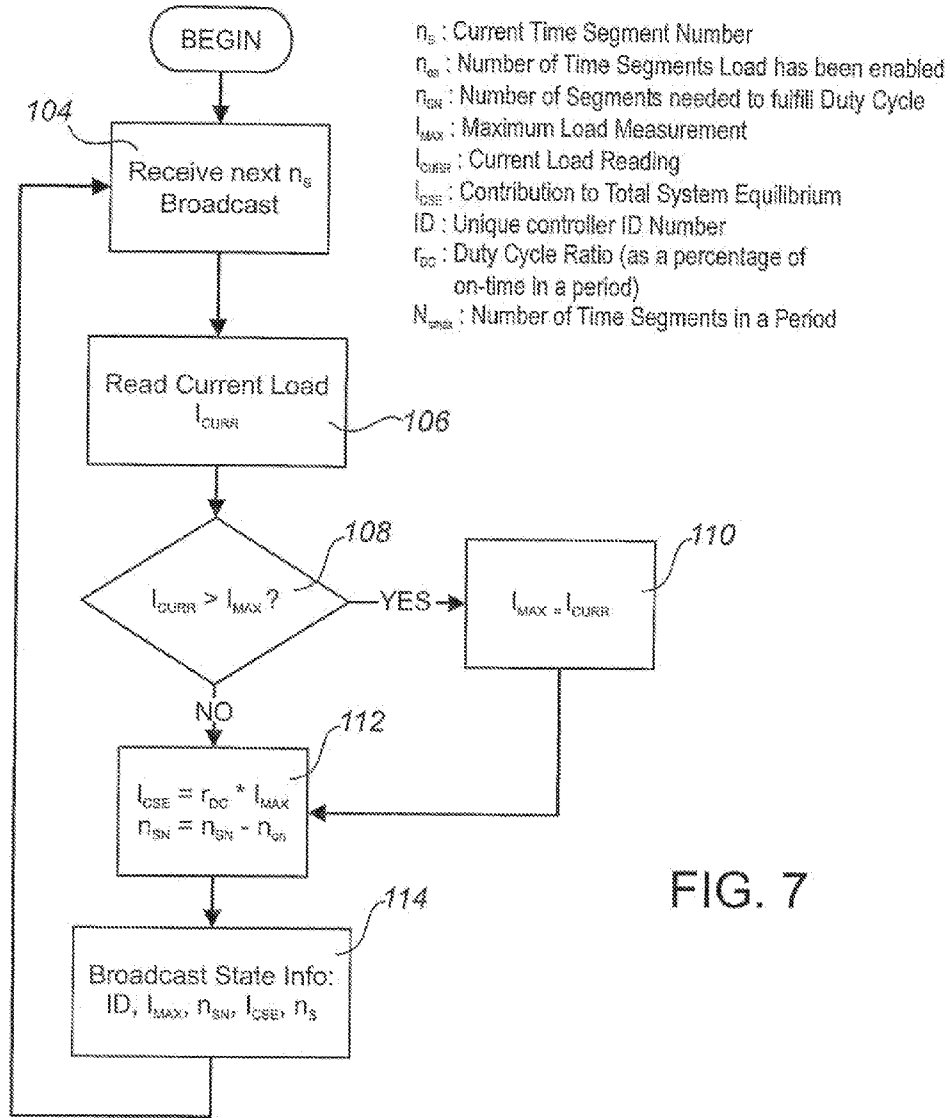 BEGIN
n_S : Current Time Segment Number
n_on : Number of Time Segments Load has been enabled
n_SN : Number of Segments needed to fulfill Duty Cycle
I_MAX : Maximum Load Measurement
I_CURR : Current Load Reading
I_CSE : Contribution to Total System Equilibrium
ID : Unique controller ID Number
r_DC : Duty Cycle Ratio (as a percentage of
on-time in a period)
: Number of Time Segments in a Period
104
Receive next n_s
Broadcast
Read Current Load
I_CURR
106
108
I_CURR > I_MAX ?
YES
110
I_MAX = I_CURR
NO
112
I_CSE = r_DC * I_MAX
n_SN = n_SN - n_on
114
Broadcast State Info:
ID, I_MAX, n_SN, I_CSE, n_S
FIG. 7